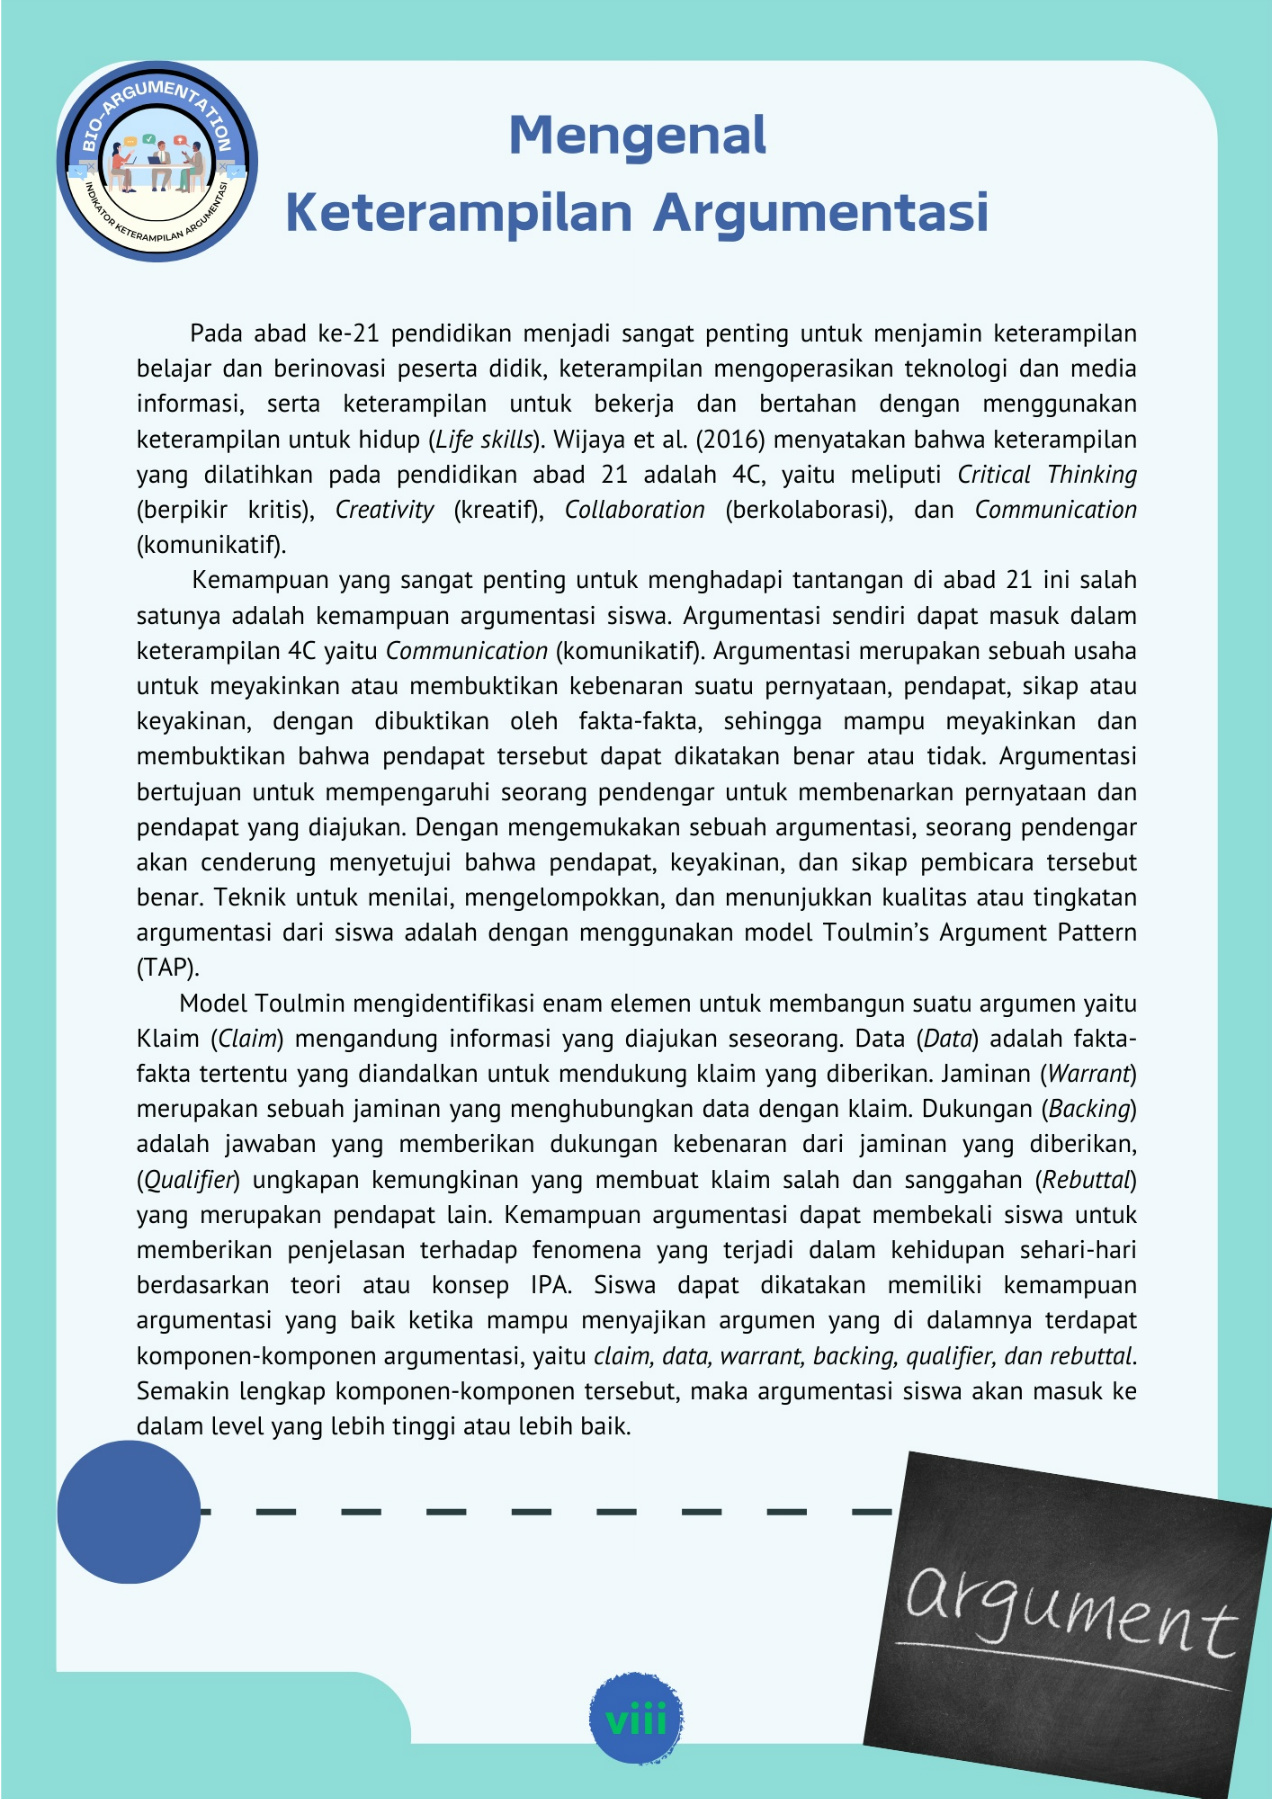 BIO-ARGUMENTATION
INDIKATOR KETERAMPILAN ARGUMENTASI
Mengenal
Keterampilan Argumentasi
Pada abad ke-21 pendidikan menjadi sangat penting untuk menjamin keterampilan
belajar dan berinovasi peserta didik, keterampilan mengoperasikan teknologi dan media
informasi, serta keterampilan untuk bekerja dan bertahan dengan menggunakan
keterampilan untuk hidup (Life skills). Wijaya et al. (2016) menyatakan bahwa keterampilan
yang dilatihkan pada pendidikan abad 21 adalah 4C, yaitu meliputi Critical Thinking
(berpikir kritis), Creativity (kreatif), Collaboration (berkolaborasi), dan Communication
(komunikatif).
Kemampuan yang sangat penting untuk menghadapi tantangan di abad 21 ini salah
satunya adalah kemampuan argumentasi siswa. Argumentasi sendiri dapat masuk dalam
keterampilan 4C yaitu Communication (komunikatif). Argumentasi merupakan sebuah usaha
untuk meyakinkan atau membuktikan kebenaran suatu pernyataan, pendapat, sikap atau
keyakinan, dengan dibuktikan oleh fakta-fakta, sehingga mampu meyakinkan dan
membuktikan bahwa pendapat tersebut dapat dikatakan benar atau tidak. Argumentasi
bertujuan untuk mempengaruhi seorang pendengar untuk membenarkan pernyataan dan
pendapat yang diajukan. Dengan mengemukakan sebuah argumentasi, seorang pendengar
akan cenderung menyetujui bahwa pendapat, keyakinan, dan sikap pembicara tersebut
benar. Teknik untuk menilai, mengelompokkan, dan menunjukkan kualitas atau tingkatan
argumentasi dari siswa adalah dengan menggunakan model Toulmin’s Argument Pattern
(TAP).
Model Toulmin mengidentifikasi enam elemen untuk membangun suatu argumen yaitu
Klaim (Claim) mengandung informasi yang diajukan seseorang. Data (Data) adalah fakta-
fakta tertentu yang diandalkan untuk mendukung klaim yang diberikan. Jaminan (Warrant)
merupakan sebuah jaminan yang menghubungkan data dengan klaim. Dukungan (Backing)
adalah jawaban yang memberikan dukungan kebenaran dari jaminan yang diberikan,
(Qualifier) ungkapan kemungkinan yang membuat klaim salah dan sanggahan (Rebuttal)
yang merupakan pendapat lain. Kemampuan argumentasi dapat membekali siswa untuk
memberikan penjelasan terhadap fenomena yang terjadi dalam kehidupan sehari-hari
berdasarkan teori atau konsep IPA. Siswa dapat dikatakan memiliki kemampuan
argumentasi yang baik ketika mampu menyajikan argumen yang di dalamnya terdapat
komponen-komponen argumentasi, yaitu claim, data, warrant, backing, qualifier, dan rebuttal.
Semakin lengkap komponen-komponen tersebut, maka argumentasi siswa akan masuk ke
dalam level yang lebih tinggi atau lebih baik.
argument
viii